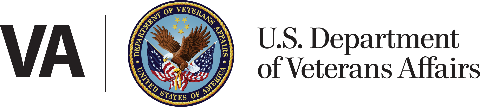 VA
DEPARTMENT OF VETERANS AFFAIRS
UNITED STATES OF AMERICA
U.S. Department
of Veterans Affairs